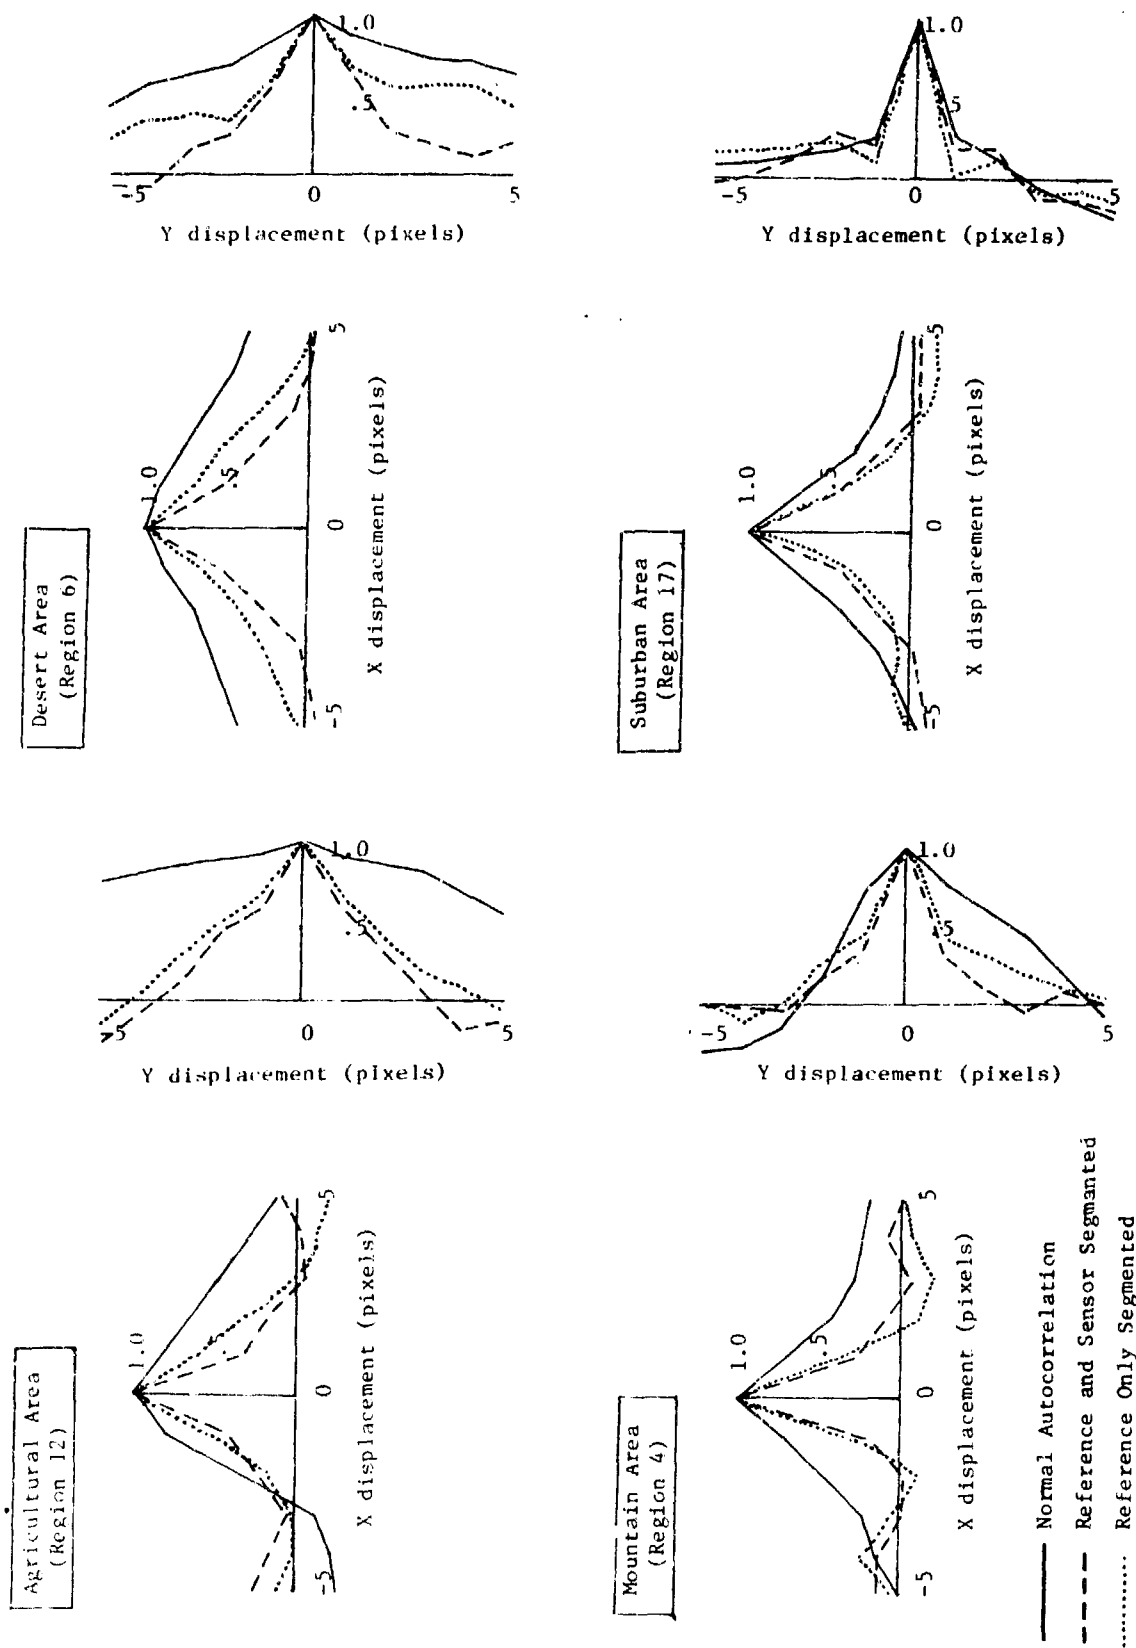 Desert Area
(Region 6)
1.0
.5
-5
0
5
X displacement (pixels)
1.0
.5
-5
0
5
Y displacement (pixels)
Suburban Area
(Region 17)
1.0
.5
-5
0
5
X displacement (pixels)
1.0
.5
-5
0
5
Y displacement (pixels)
Agricultural Area
(Region 12)
1.0
.5
-5
0
5
X displacement (pixels)
1.0
.5
-5
0
5
Y displacement (pixels)
Mountain Area
(Region 4)
1.0
.5
-5
0
5
X displacement (pixels)
1.0
.5
-5
0
5
Y displacement (pixels)
Normal Autocorrelation
Reference and Sensor Segmanted
Reference Only Segmented